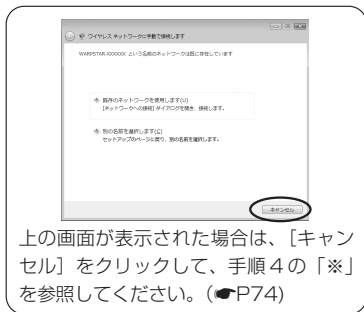 ワイヤレス ネットワークに手動で接続します
WARPSTAR-XXXXXX という名前のネットワークは既に存在しています
既存のネットワークを使用します(U)
[ネットワークへの接続] ダイアログを開き、接続します。
別の名前を選択します(C)
セットアップのページに戻り、別の名前を選択します。
キャンセル
上の画面が表示された場合は、[キャン
セル]をクリックして、手順4の「※」
を参照してください。(☛P74)